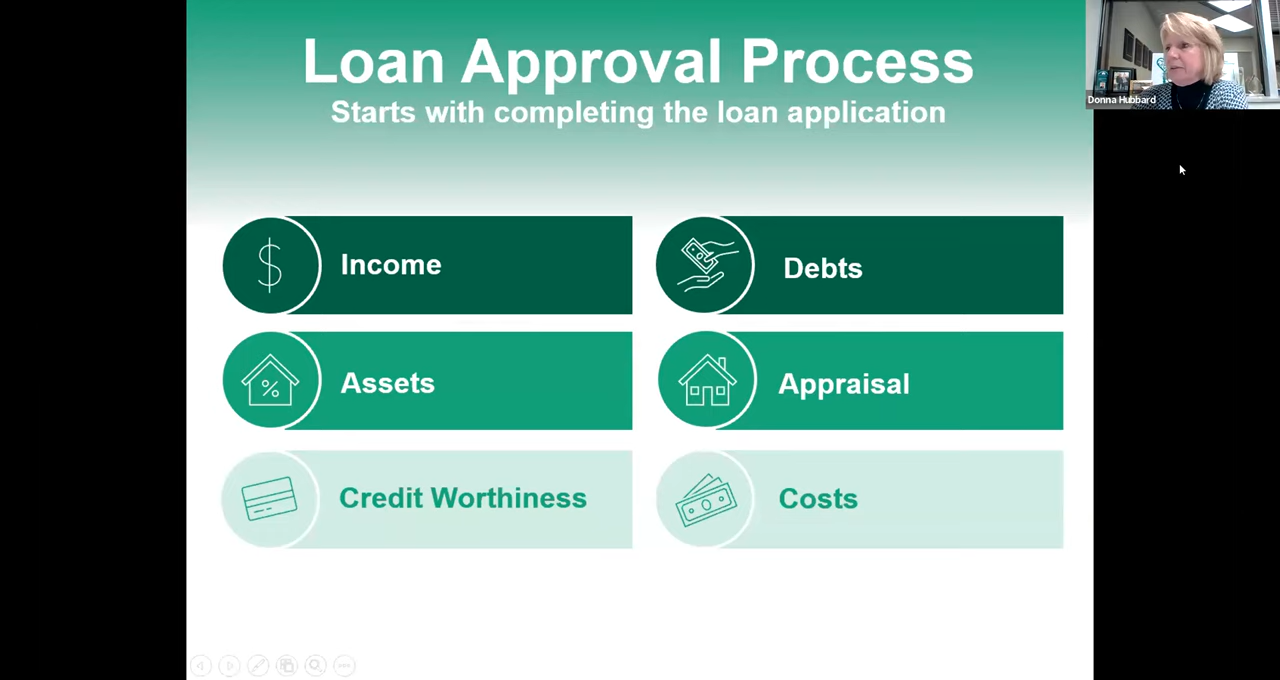 Loan Approval Process
Starts with completing the loan application
Donna Hubbard
Income
Debts
Assets
Appraisal
Credit Worthiness
Costs